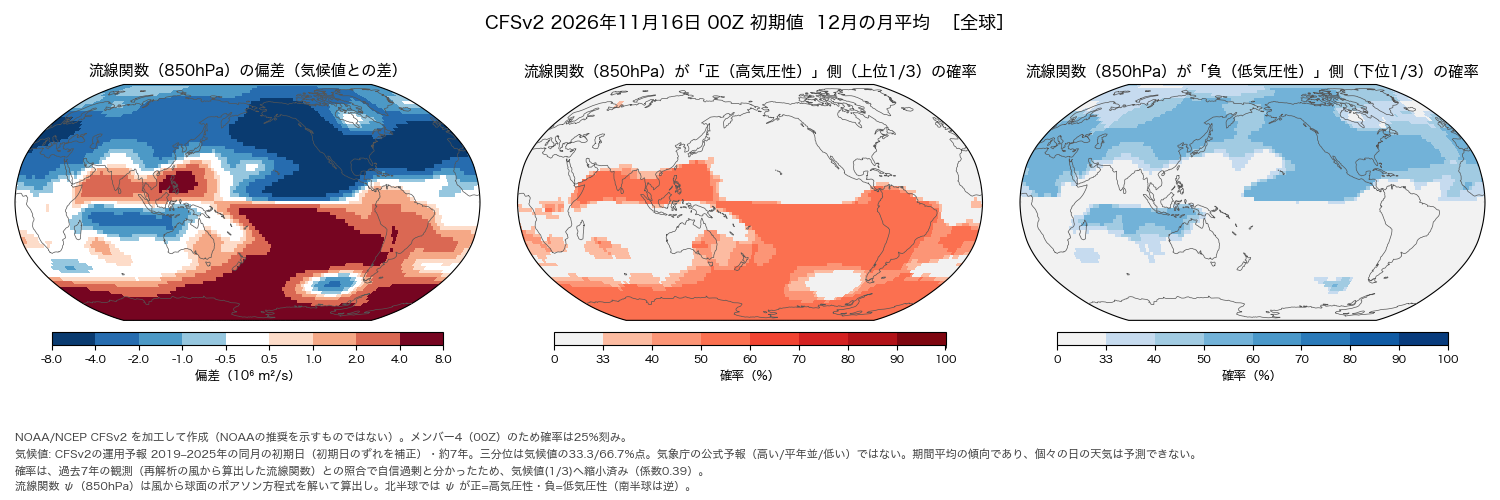 CFSv2 2026年11月16日 00Z 初期値 12月の月平均 ［全球］
流線関数（850hPa）の偏差（気候値との差）
流線関数（850hPa）が「正（高気圧性）」側（上位1/3）の確率
流線関数（850hPa）が「負（低気圧性）」側（下位1/3）の確率
-8.0 -4.0 -2.0 -1.0 -0.5 0.5 1.0 2.0 4.0 8.0
偏差（10⁶ m²/s）
0 33 40 50 60 70 80 90 100
確率（%）
0 33 40 50 60 70 80 90 100
確率（%）
NOAA/NCEP CFSv2 を加工して作成（NOAAの推奨を示すものではない）。メンバー4（00Z）のため確率は25%刻み。
気候値: CFSv2の運用予報 2019–2025年の同月の初期日（初期日のずれを補正）・約7年。三分位は気候値の33.3/66.7%点。気象庁の公式予報（高い/平年並/低い）ではない。期間平均の傾向であり、個々の日の天気は予測できない。
確率は、過去7年の観測（再解析の風から算出した流線関数）との照合で自信過剰と分かったため、気候値(1/3)へ縮小済み（係数0.39）。
流線関数 ψ（850hPa）は風から球面のポアソン方程式を解いて算出し。北半球では ψ が正=高気圧性・負=低気圧性（南半球は逆）。